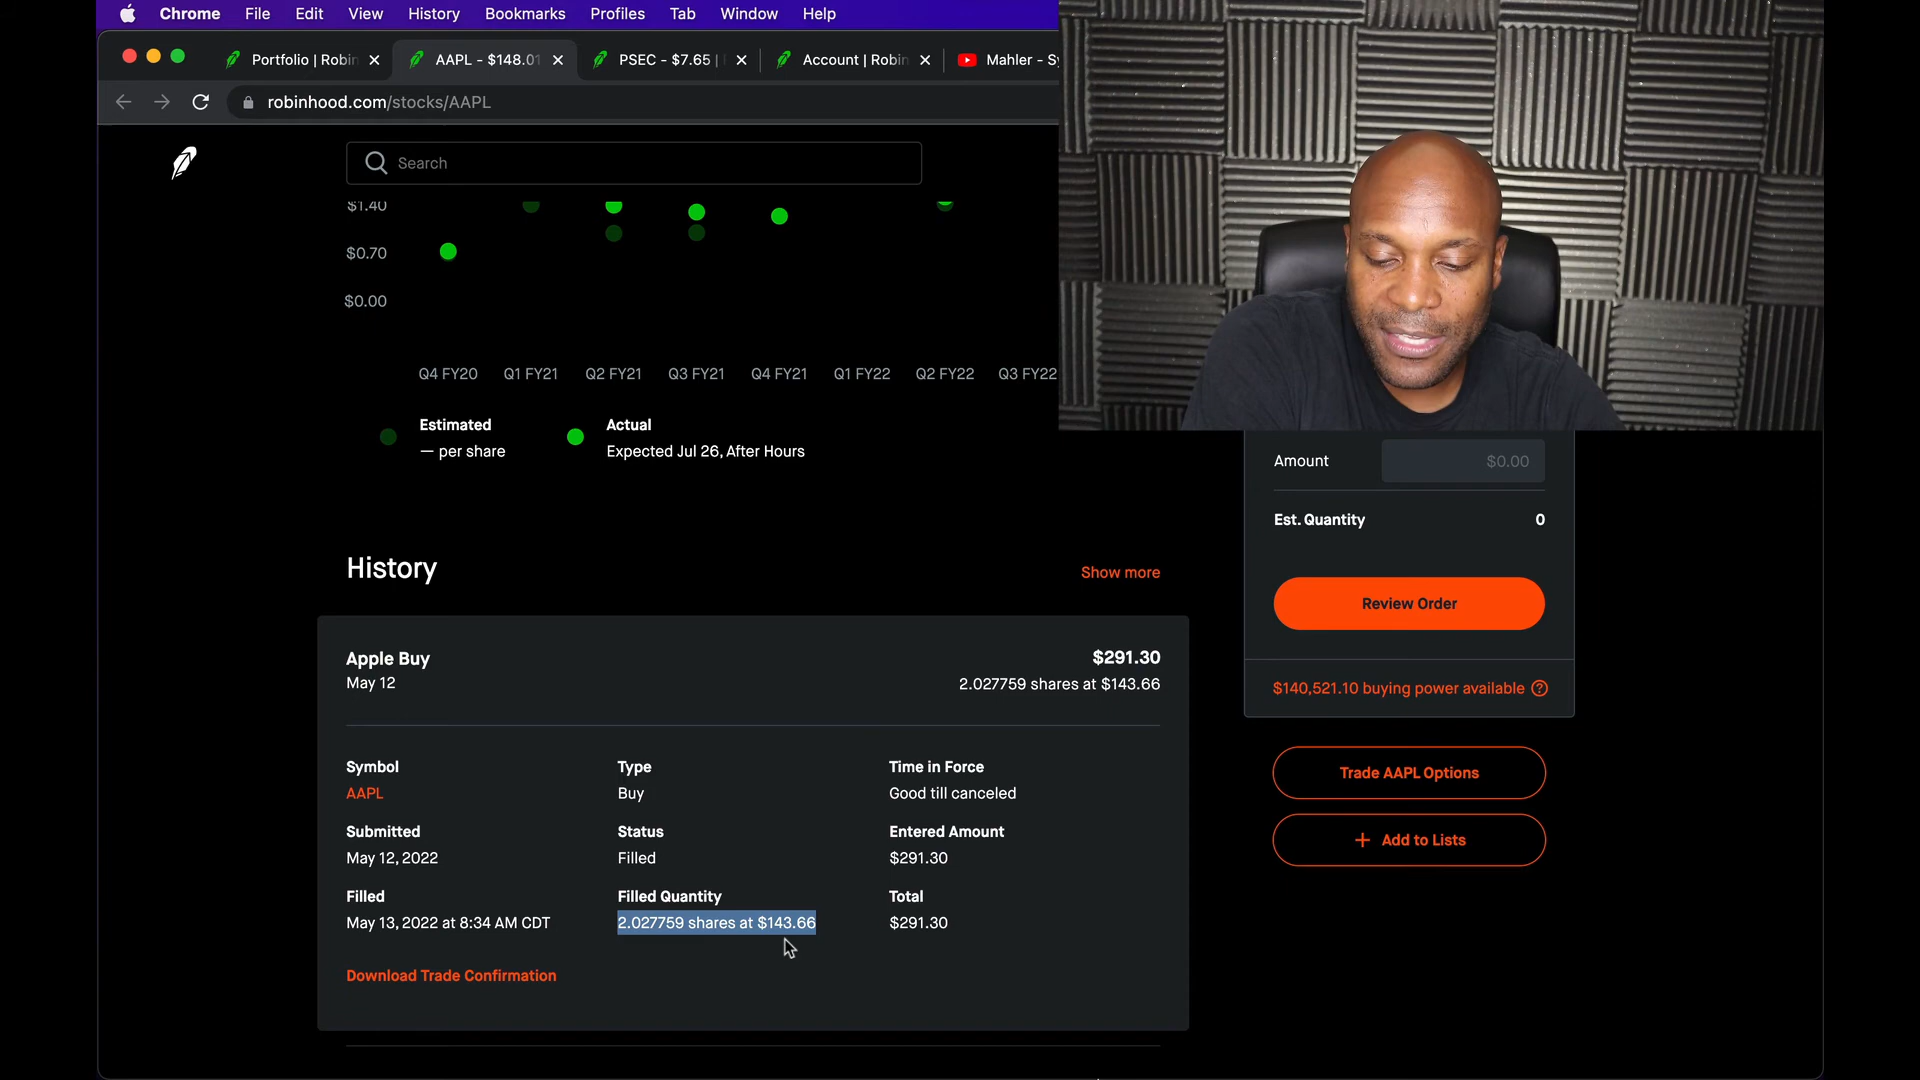 Chrome File Edit View History Bookmarks Profiles Tab Window Help
Portfolio | Robin AAPL - $148.01 PSEC - $7.65 | Account | Robin Mahler - Sy
robinhood.com/stocks/AAPL
Search
$1.40
$0.70
$0.00
Q4 FY20 Q1 FY21 Q2 FY21 Q3 FY21 Q4 FY21 Q1 FY22 Q2 FY22 Q3 FY22
Estimated Actual
— per share Expected Jul 26, After Hours
Amount $0.00
Est. Quantity 0
Review Order
$140,521.10 buying power available
Trade AAPL Options
+ Add to Lists
History Show more
Apple Buy $291.30
May 12 2.027759 shares at $143.66
Symbol Type Time in Force
AAPL Buy Good till canceled
Submitted Status Entered Amount
May 12, 2022 Filled $291.30
Filled Filled Quantity Total
May 13, 2022 at 8:34 AM CDT 2.027759 shares at $143.66 $291.30
Download Trade Confirmation